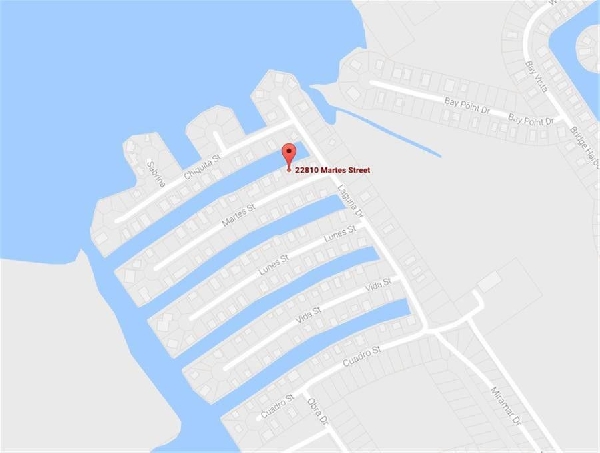 Bay Vista
Bay Point Dr
Bay Point Dr
Bridge Harbor
Sabrina
Chiquita St
22810 Martes Street
Laguna Dr
Martes St
Lunes St
Lunes St
Vida St
Vida St
Cuadro St
Cuadro St
Obra Dr
Miramar Dr